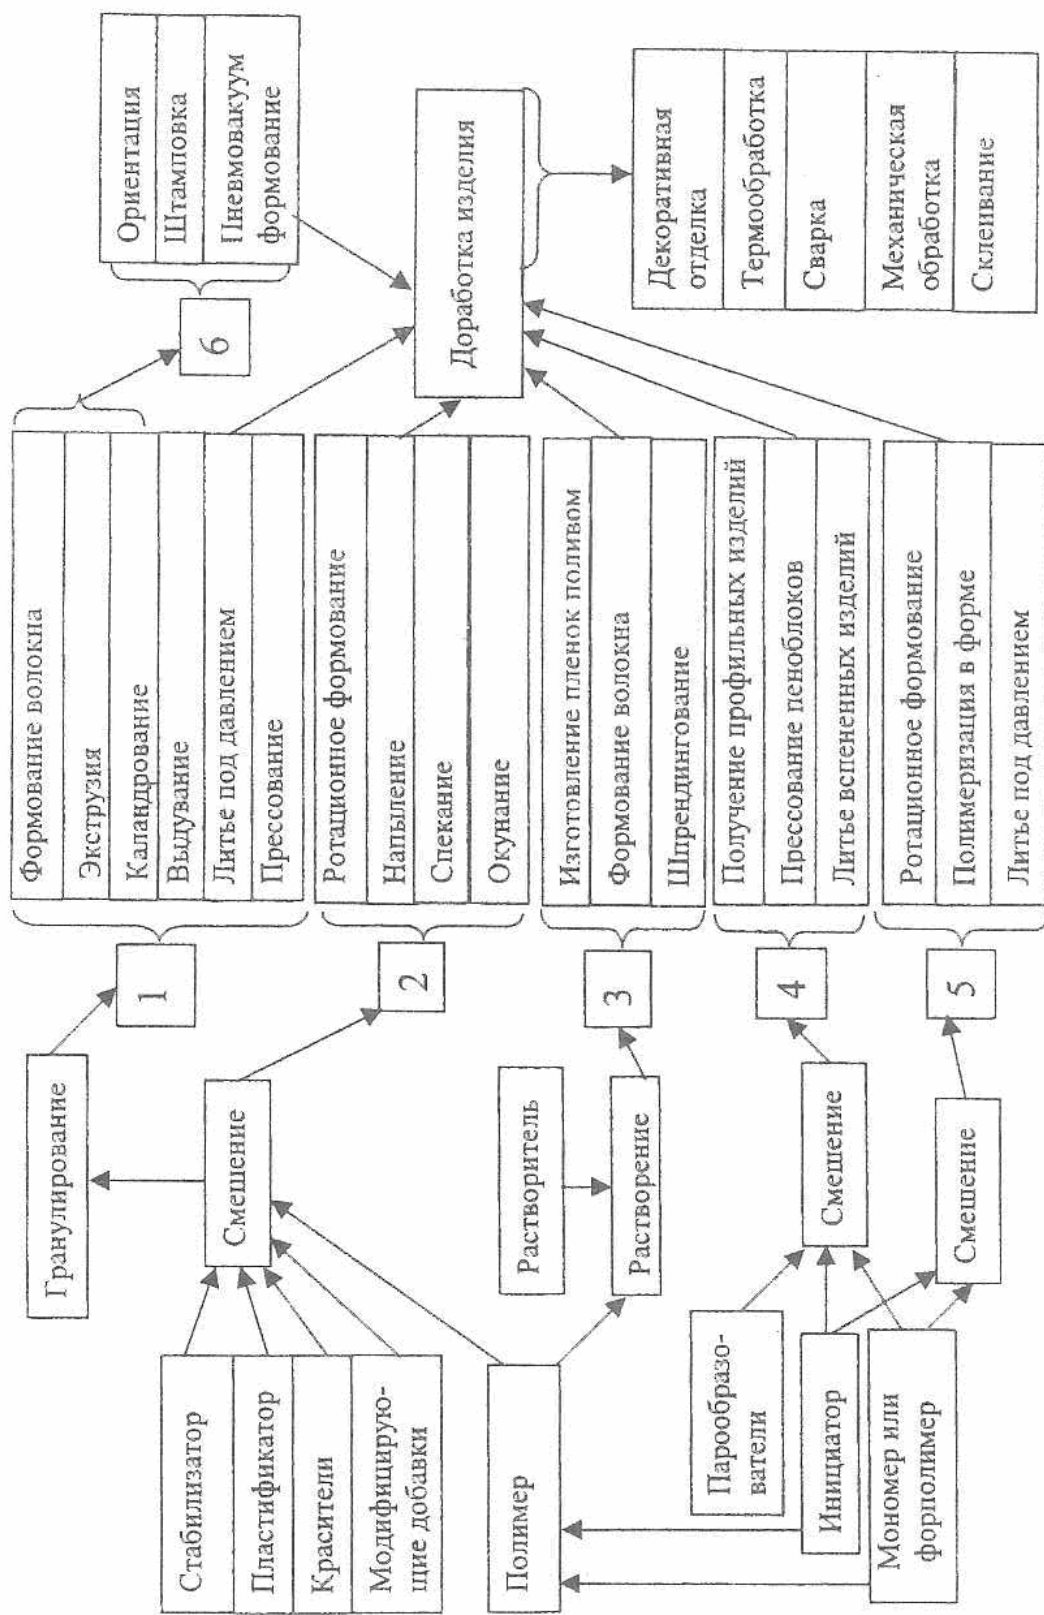 Стабилизатор
Пластификатор
Красители
Модифицирую-
щие добавки
Полимер
Парообразо-
ватели
Инициатор
Мономер или
форполимер
Гранулирование
Смешение
Растворитель
Растворение
Смешение
Смешение
1
2
3
4
5
Формование волокна
Экструзия
Каландрование
Выдувание
Литье под давлением
Прессование
Ротационное формование
Напыление
Спекание
Окунание
Изготовление пленок поливом
Формование волокна
Шпрендингование
Получение профильных изделий
Прессование пеноблоков
Литье вспененных изделий
Ротационное формование
Полимеризация в форме
Литье под давлением
6
Ориентация
Штамповка
Пневмовакуум
формование
Доработка изделия
Декоративная
отделка
Термообработка
Сварка
Механическая
обработка
Склеивание